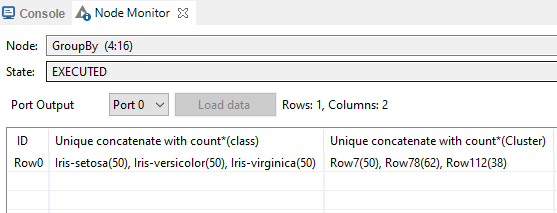 Console Node Monitor
Node: GroupBy (4:16)
State: EXECUTED
Port Output Port 0 Load data Rows: 1, Columns: 2
ID Unique concatenate with count*(class) Unique concatenate with count*(Cluster)
Row0 Iris-setosa(50), Iris-versicolor(50), Iris-virginica(50) Row7(50), Row78(62), Row112(38)